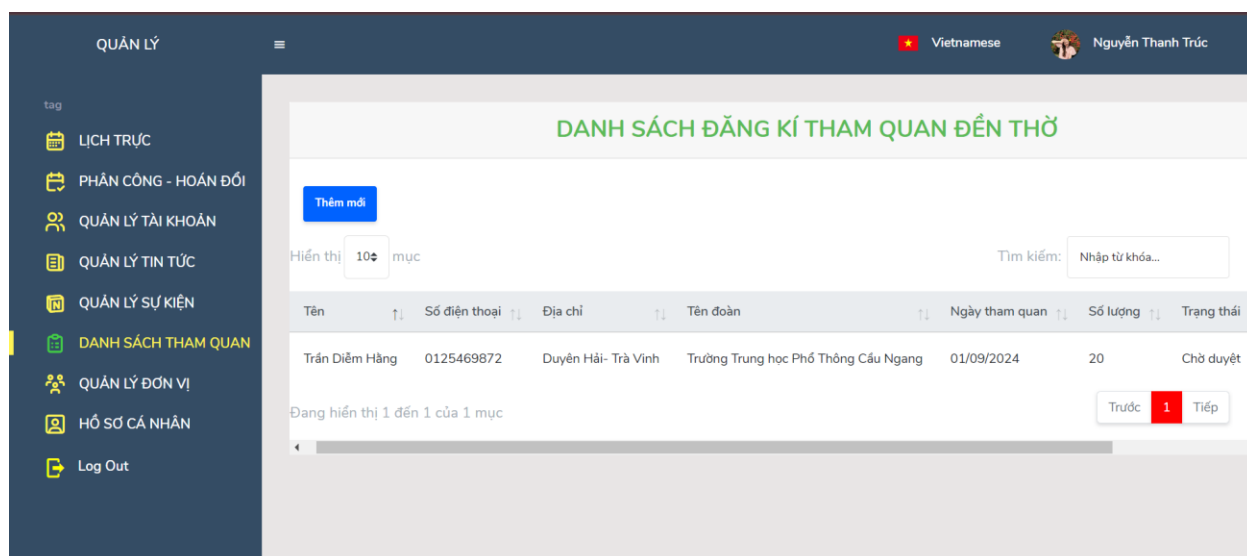 QUẢN LÝ
Vietnamese
Nguyễn Thanh Trúc
tag
LỊCH TRỰC
PHÂN CÔNG - HOÁN ĐỔI
QUẢN LÝ TÀI KHOẢN
QUẢN LÝ TIN TỨC
QUẢN LÝ SỰ KIỆN
DANH SÁCH THAM QUAN
QUẢN LÝ ĐƠN VỊ
HỒ SƠ CÁ NHÂN
Log Out
DANH SÁCH ĐĂNG KÍ THAM QUAN ĐỀN THỜ
Thêm mới
Hiển thị 10 mục
Tìm kiếm: Nhập từ khóa...
Tên Số điện thoại Địa chỉ Tên đoàn Ngày tham quan Số lượng Trạng thái
Trần Diễm Hằng 0125469872 Duyên Hải- Trà Vinh Trường Trung học Phổ Thông Cầu Ngang 01/09/2024 20 Chờ duyệt
Đang hiển thị 1 đến 1 của 1 mục
Trước 1 Tiếp